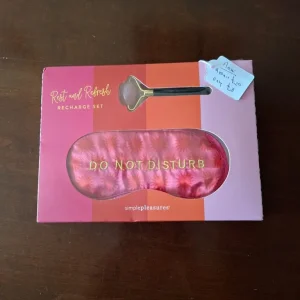 Rest and Refresh
RECHARGE SET
DO NOT DISTURB
simplepleasures